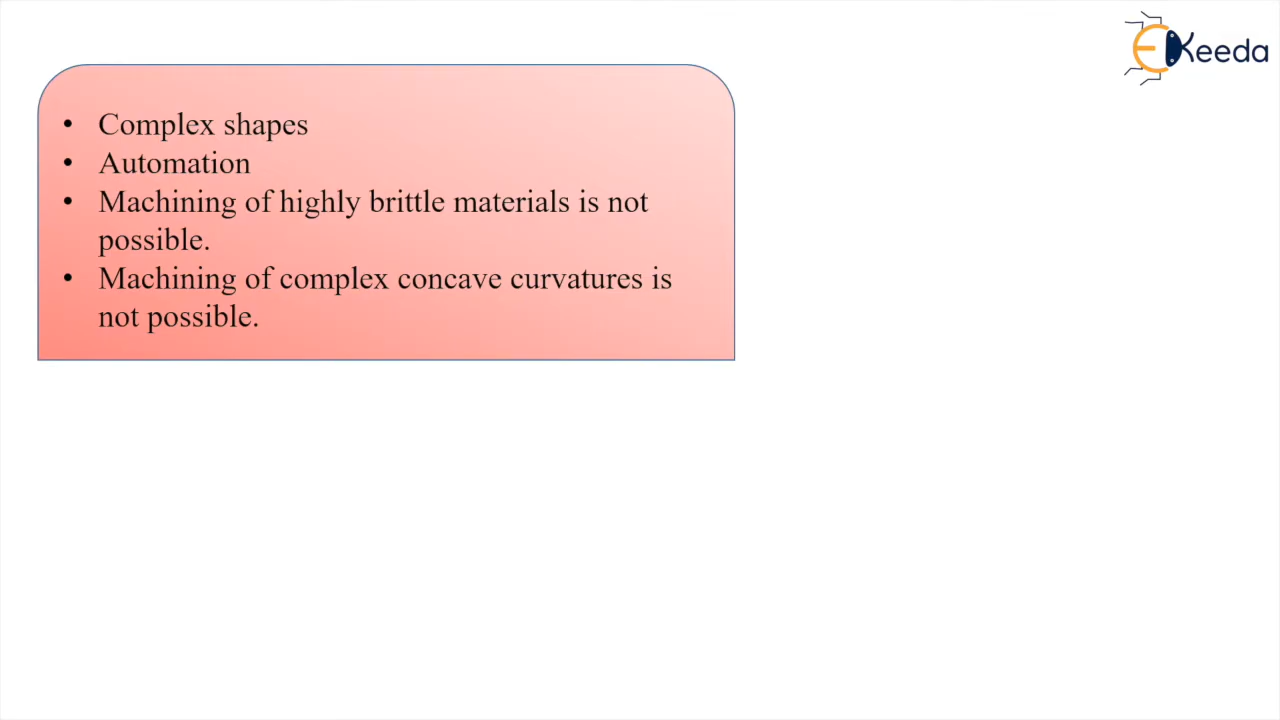 EKeeda
• Complex shapes
• Automation
• Machining of highly brittle materials is not
possible.
• Machining of complex concave curvatures is
not possible.